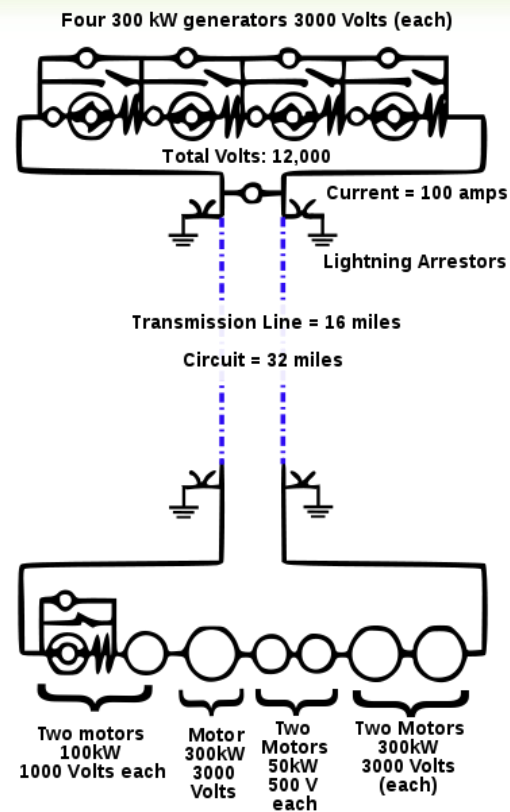 Four 300 kW generators 3000 Volts (each)
Total Volts: 12,000
Current = 100 amps
Lightning Arrestors
Transmission Line = 16 miles
Circuit = 32 miles
Two motors
100kW
1000 Volts each
Motor
300kW
3000
Volts
Two
Motors
50kW
500 V
each
Two Motors
300kW
3000 Volts
(each)